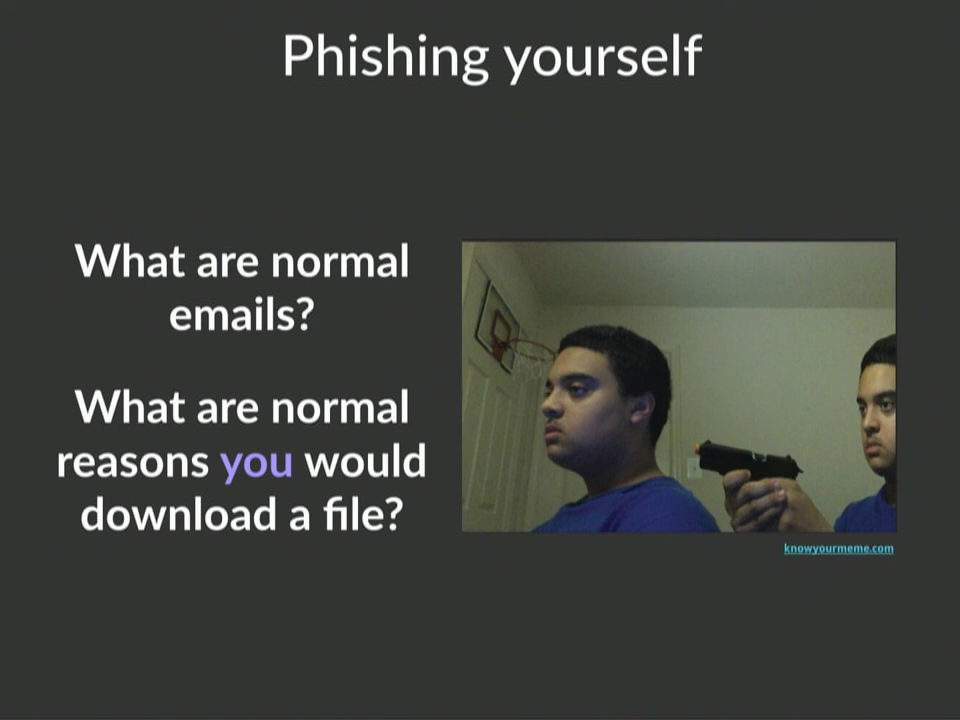 Phishing yourself
What are normal
emails?
What are normal
reasons you would
download a file?
knowyourmeme.com